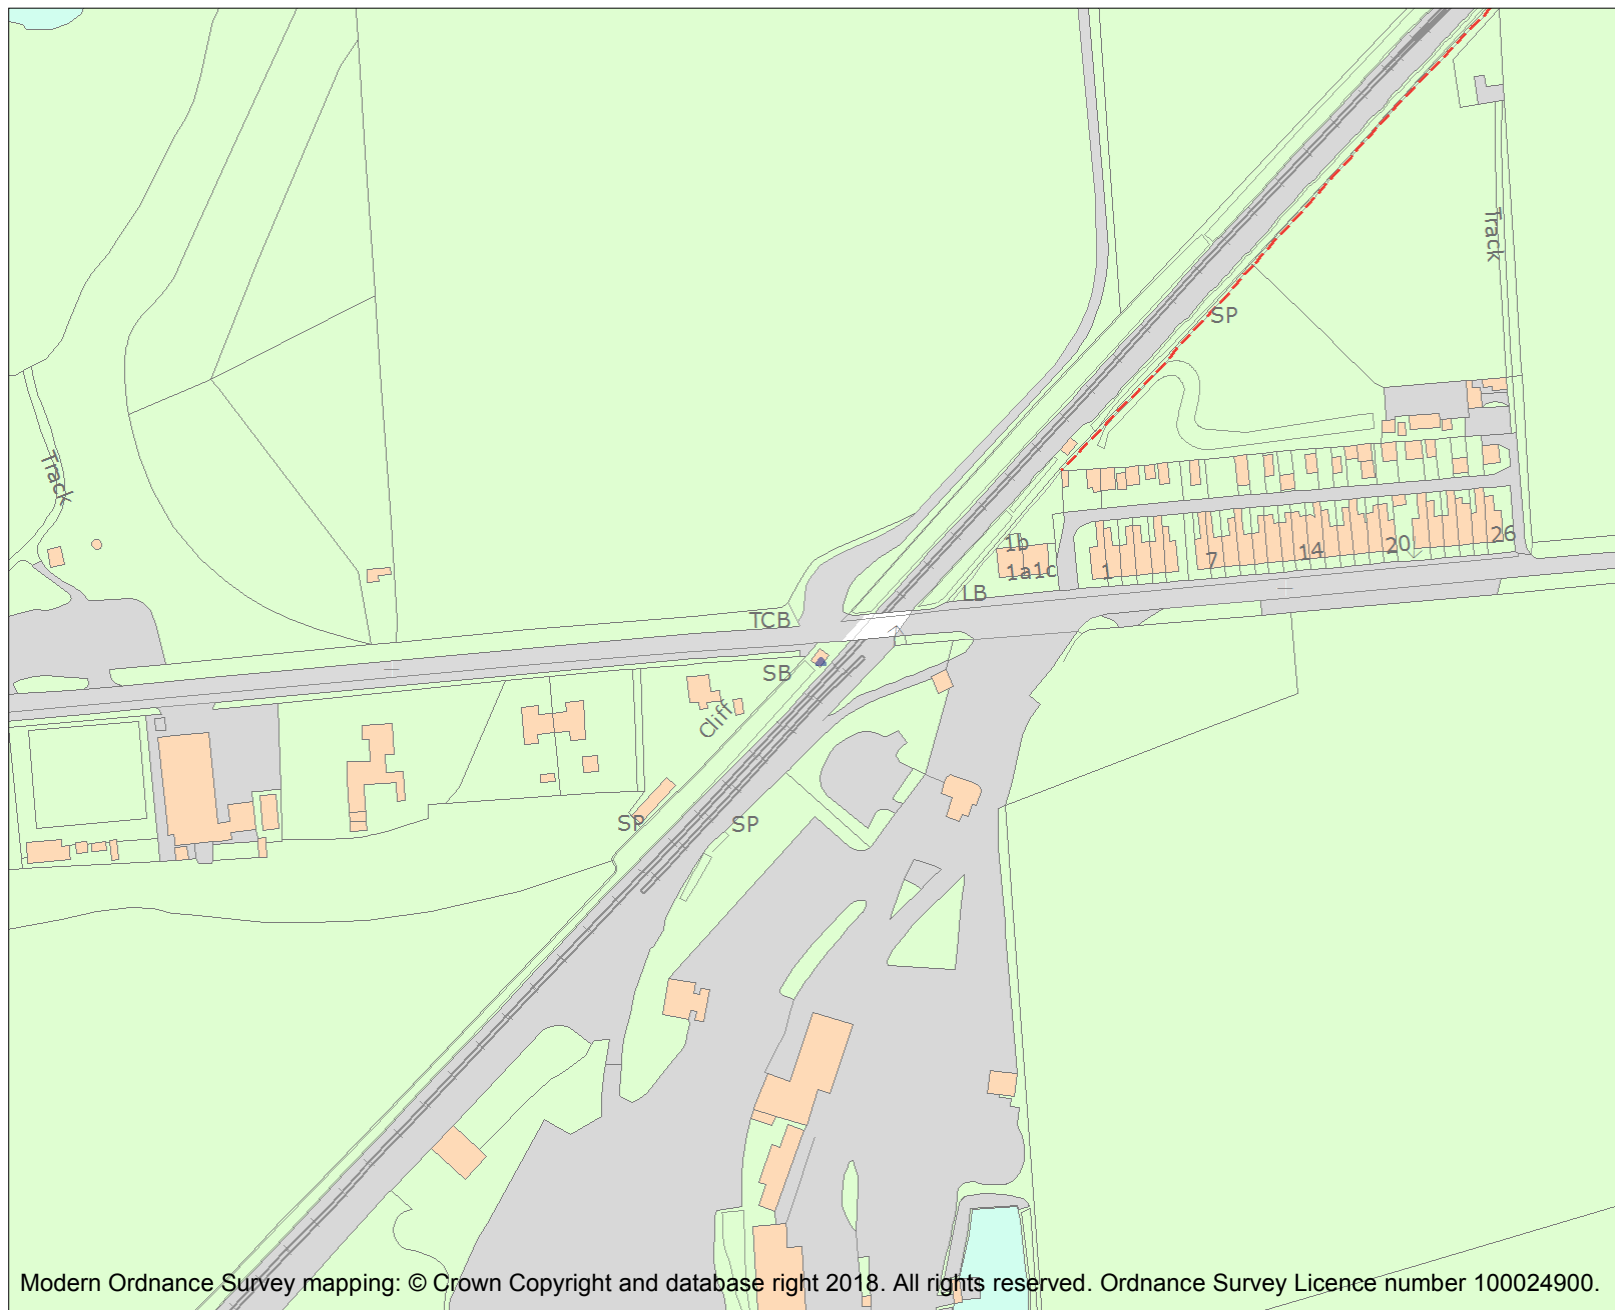 Track
SP
Track
1b
1a1c
1
7
14
20
26
LB
TCB
SB
Cliff
SP
SP
Modern Ordnance Survey mapping: © Crown Copyright and database right 2018. All rights reserved. Ordnance Survey Licence number 100024900.